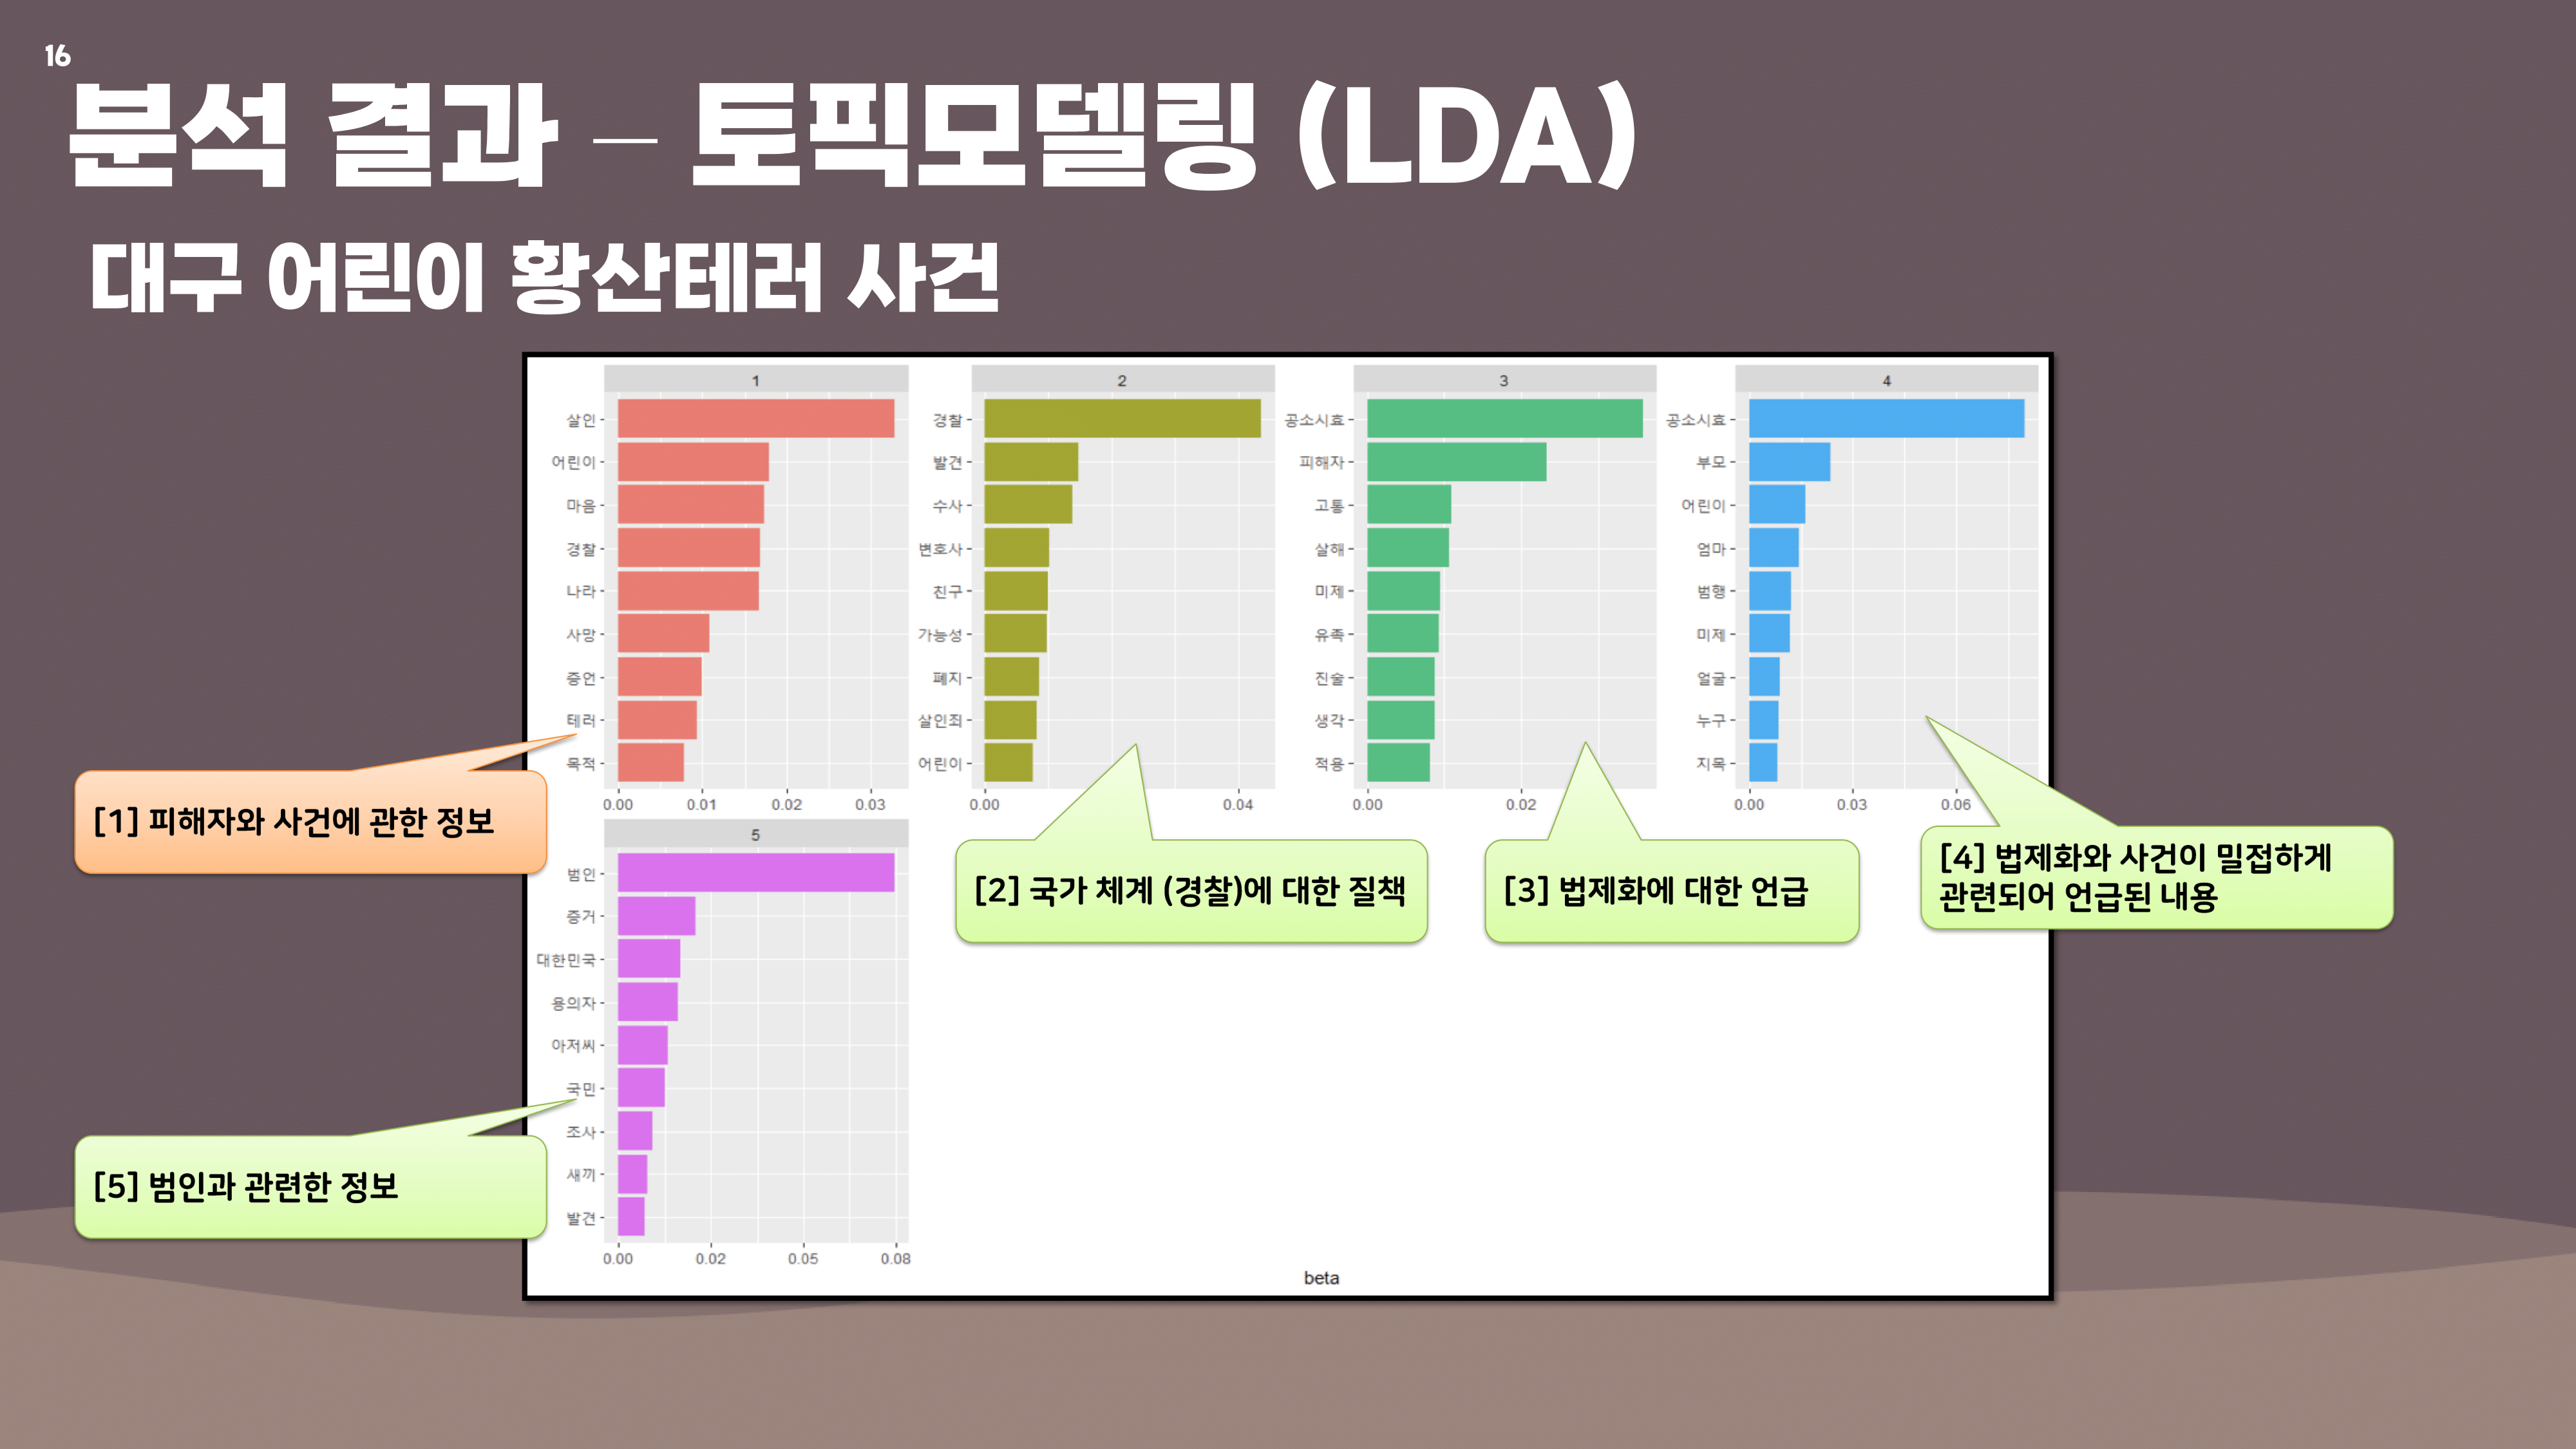 16
분석 결과 – 토픽모델링 (LDA)
대구 어린이 황산테러 사건
1
살인
어린이
마음
경찰
나라
사망
증언
테러
목적
0.00 0.01 0.02 0.03
2
경찰
발견
수사
변호사
친구
가능성
폐지
살인죄
어린이
0.00 0.04
3
공소시효
피해자
고통
살해
미제
유족
진술
생각
적용
0.00 0.02
4
공소시효
부모
어린이
엄마
범행
미제
얼굴
누구
지목
0.00 0.03 0.06
[1] 피해자와 사건에 관한 정보
[2] 국가 체계 (경찰)에 대한 질책
[3] 법제화에 대한 언급
[4] 법제화와 사건이 밀접하게
관련되어 언급된 내용
5
범인
증거
대한민국
용의자
아저씨
국민
조사
새끼
발견
0.00 0.02 0.05 0.08
[5] 범인과 관련한 정보
beta